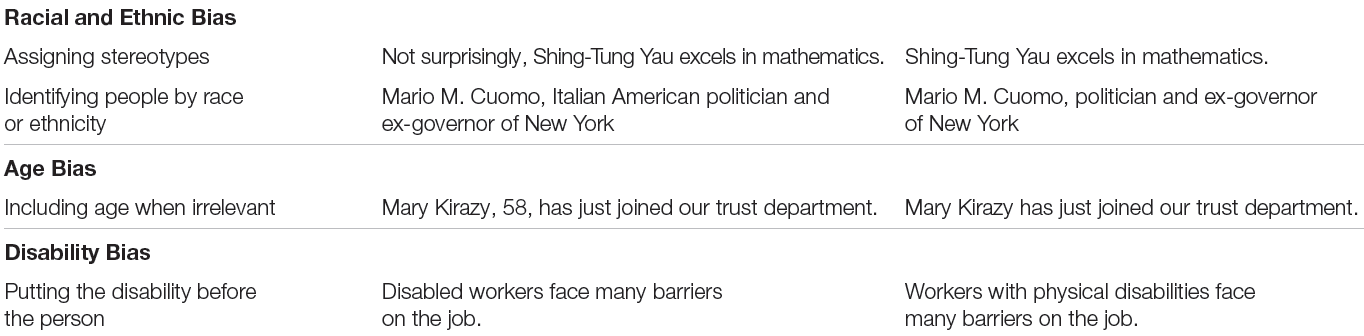 Racial and Ethnic Bias
Assigning stereotypes Not surprisingly, Shing-Tung Yau excels in mathematics. Shing-Tung Yau excels in mathematics.
Identifying people by race Mario M. Cuomo, Italian American politician and Mario M. Cuomo, politician and ex-governor
or ethnicity ex-governor of New York of New York
Age Bias
Including age when irrelevant Mary Kirazy, 58, has just joined our trust department. Mary Kirazy has just joined our trust department.
Disability Bias
Putting the disability before Disabled workers face many barriers Workers with physical disabilities face
the person on the job. many barriers on the job.